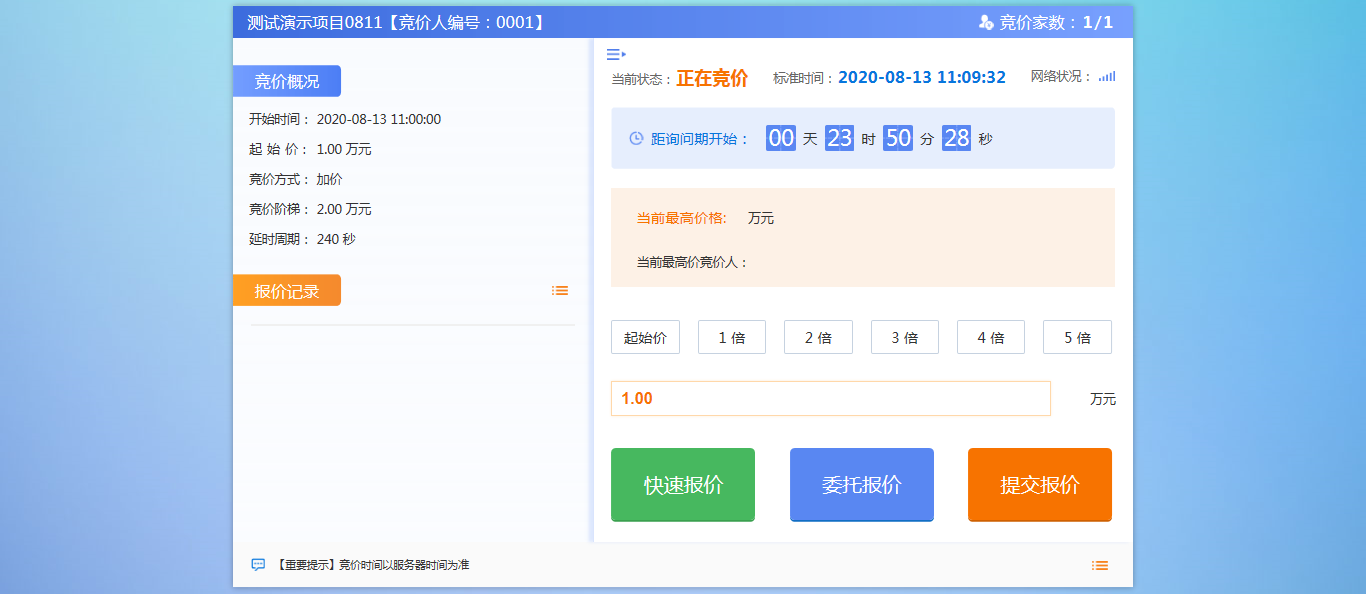 测试演示项目0811【竞价人编号：0001】
竞价家数：1/1
竞价概况
开始时间： 2020-08-13 11:00:00
起 始 价： 1.00 万元
竞价方式： 加价
竞价阶梯： 2.00 万元
延时周期： 240 秒
报价记录
当前状态：正在竞价 标准时间：2020-08-13 11:09:32 网络状况：
距询问期开始： 00 天 23 时 50 分 28 秒
当前最高价格: 万元
当前最高价竞价人：
起始价 1 倍 2 倍 3 倍 4 倍 5 倍
1.00 万元
快速报价 委托报价 提交报价
【重要提示】竞价时间以服务器时间为准